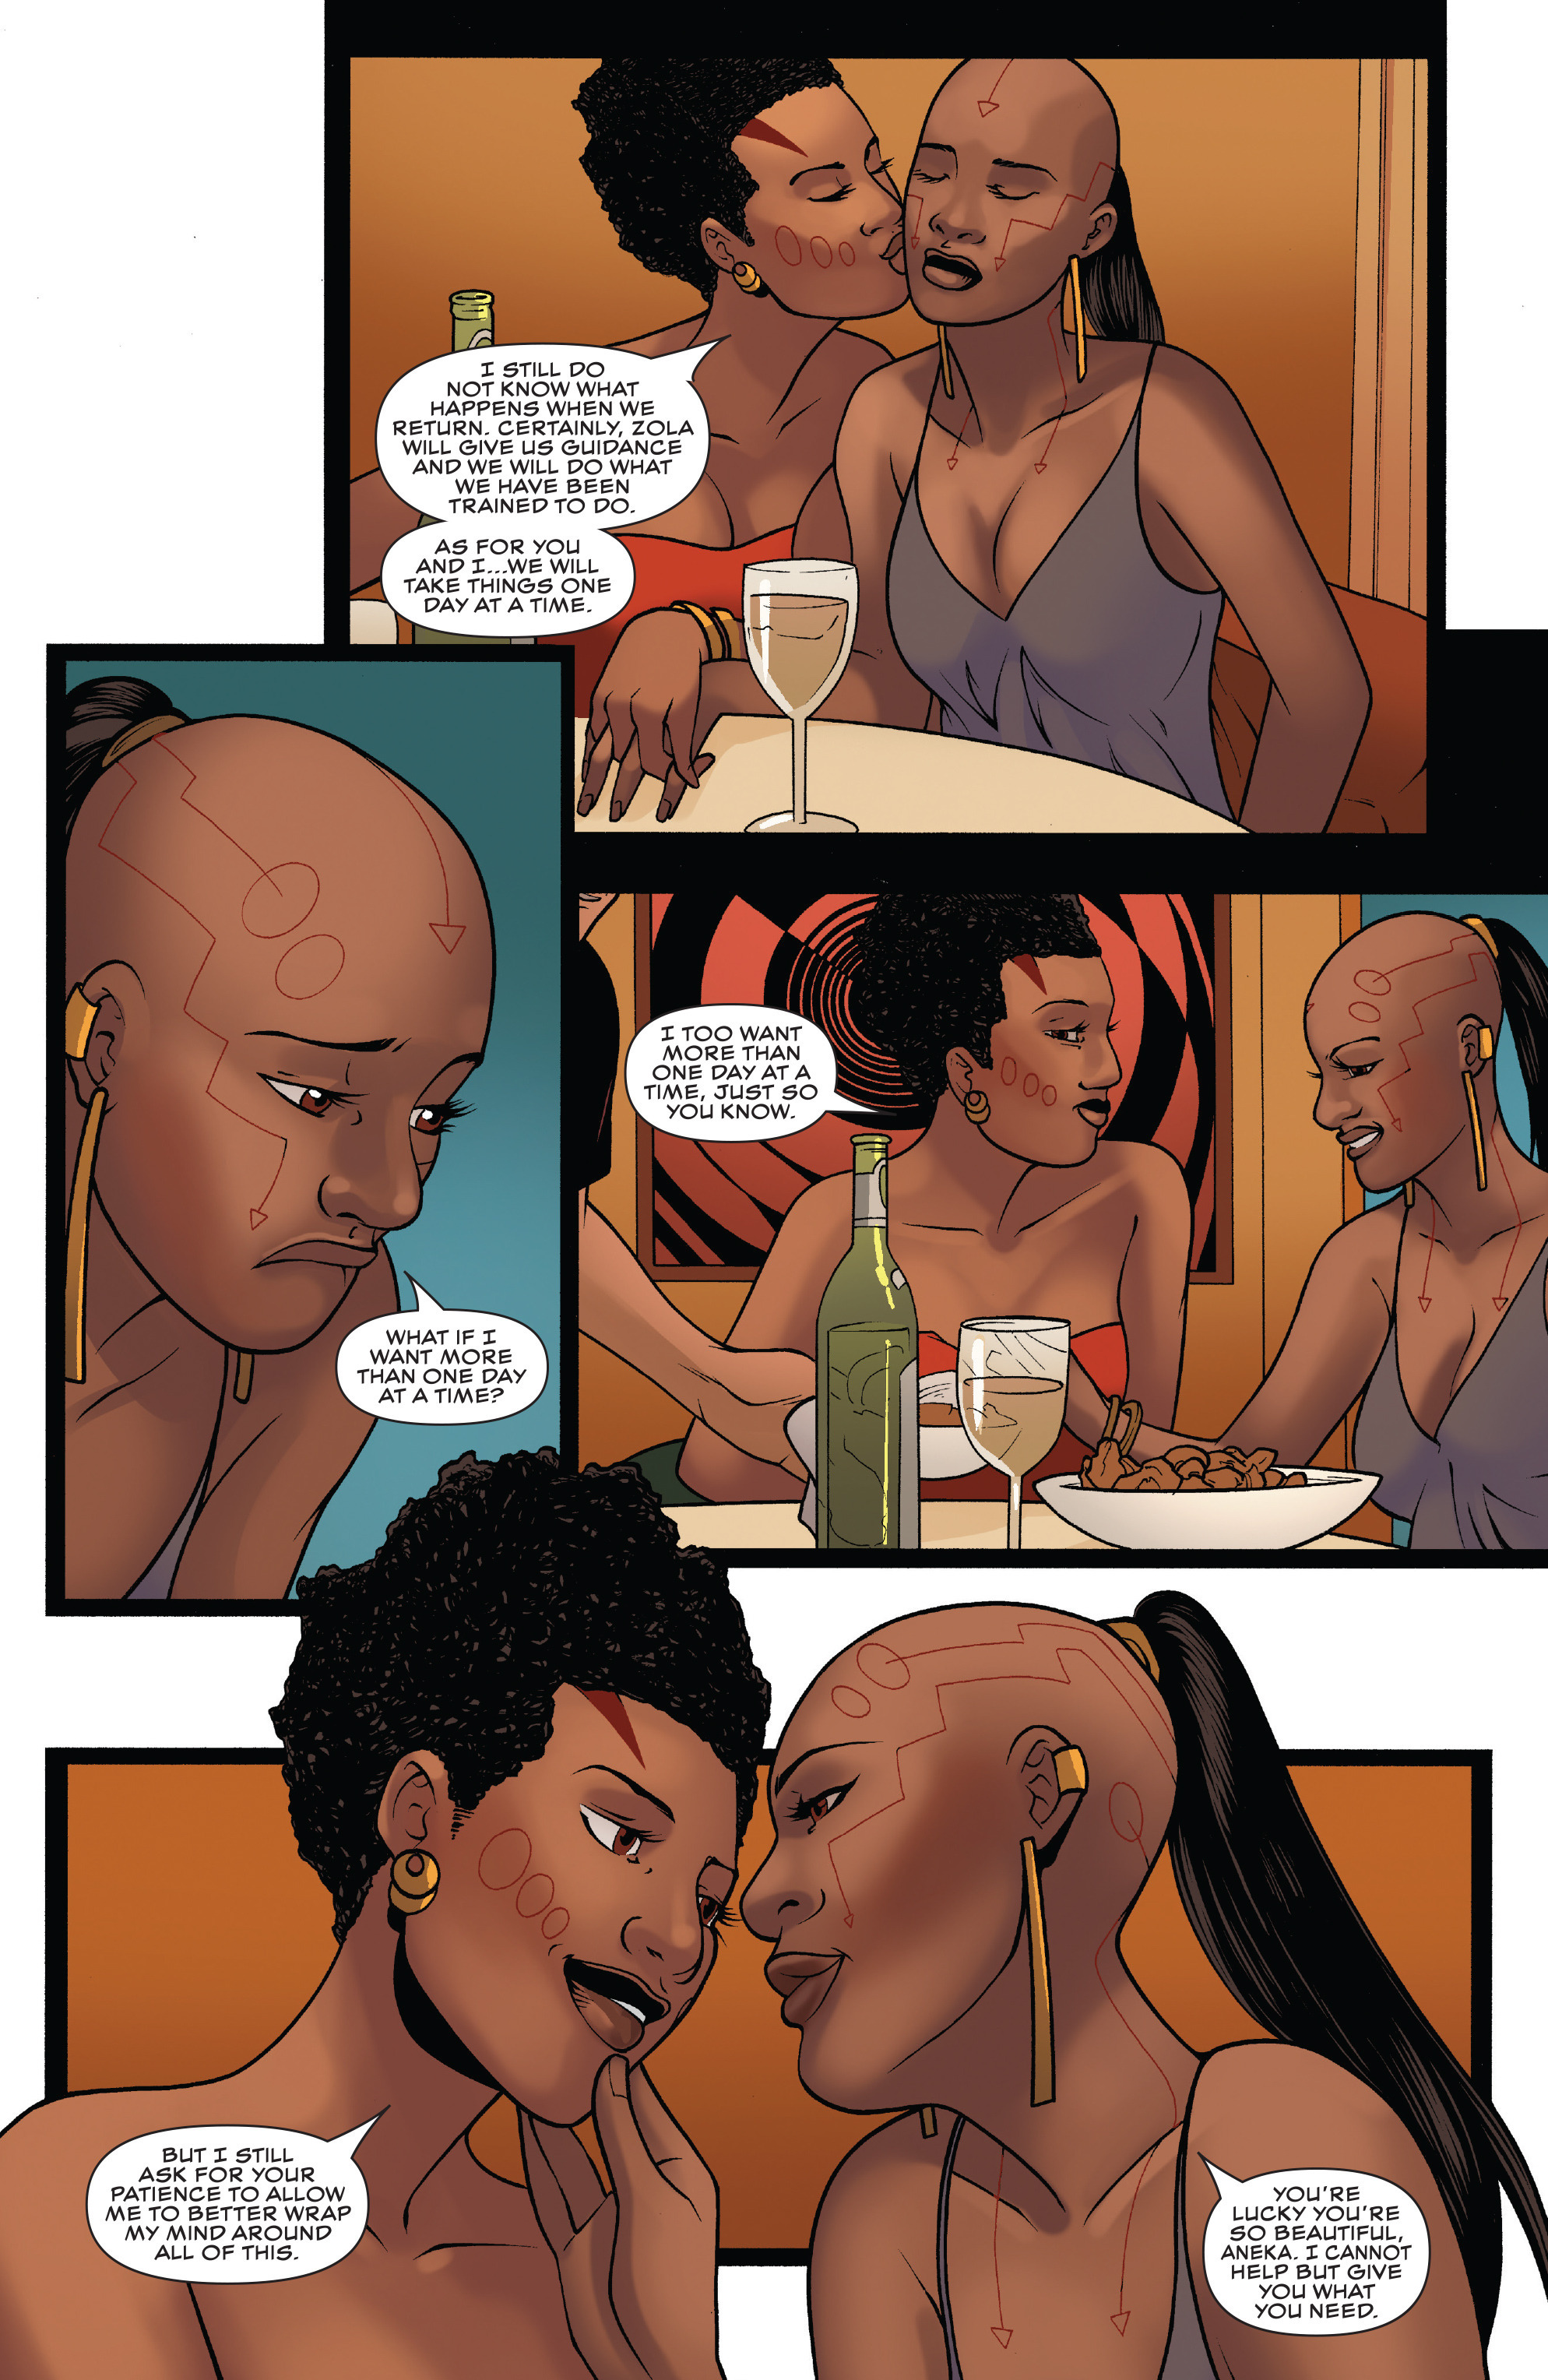 I STILL DO
NOT KNOW WHAT
HAPPENS WHEN WE
RETURN. CERTAINLY, ZOLA
WILL GIVE US GUIDANCE
AND WE WILL DO WHAT
WE HAVE BEEN
TRAINED TO DO.
AS FOR YOU
AND I...WE WILL
TAKE THINGS ONE
DAY AT A TIME.
WHAT IF I
WANT MORE
THAN ONE DAY
AT A TIME?
I TOO WANT
MORE THAN
ONE DAY AT A
TIME, JUST SO
YOU KNOW.
BUT I STILL
ASK FOR YOUR
PATIENCE TO ALLOW
ME TO BETTER WRAP
MY MIND AROUND
ALL OF THIS.
YOU'RE
LUCKY YOU'RE
SO BEAUTIFUL,
ANEKA. I CANNOT
HELP BUT GIVE
YOU WHAT
YOU NEED.